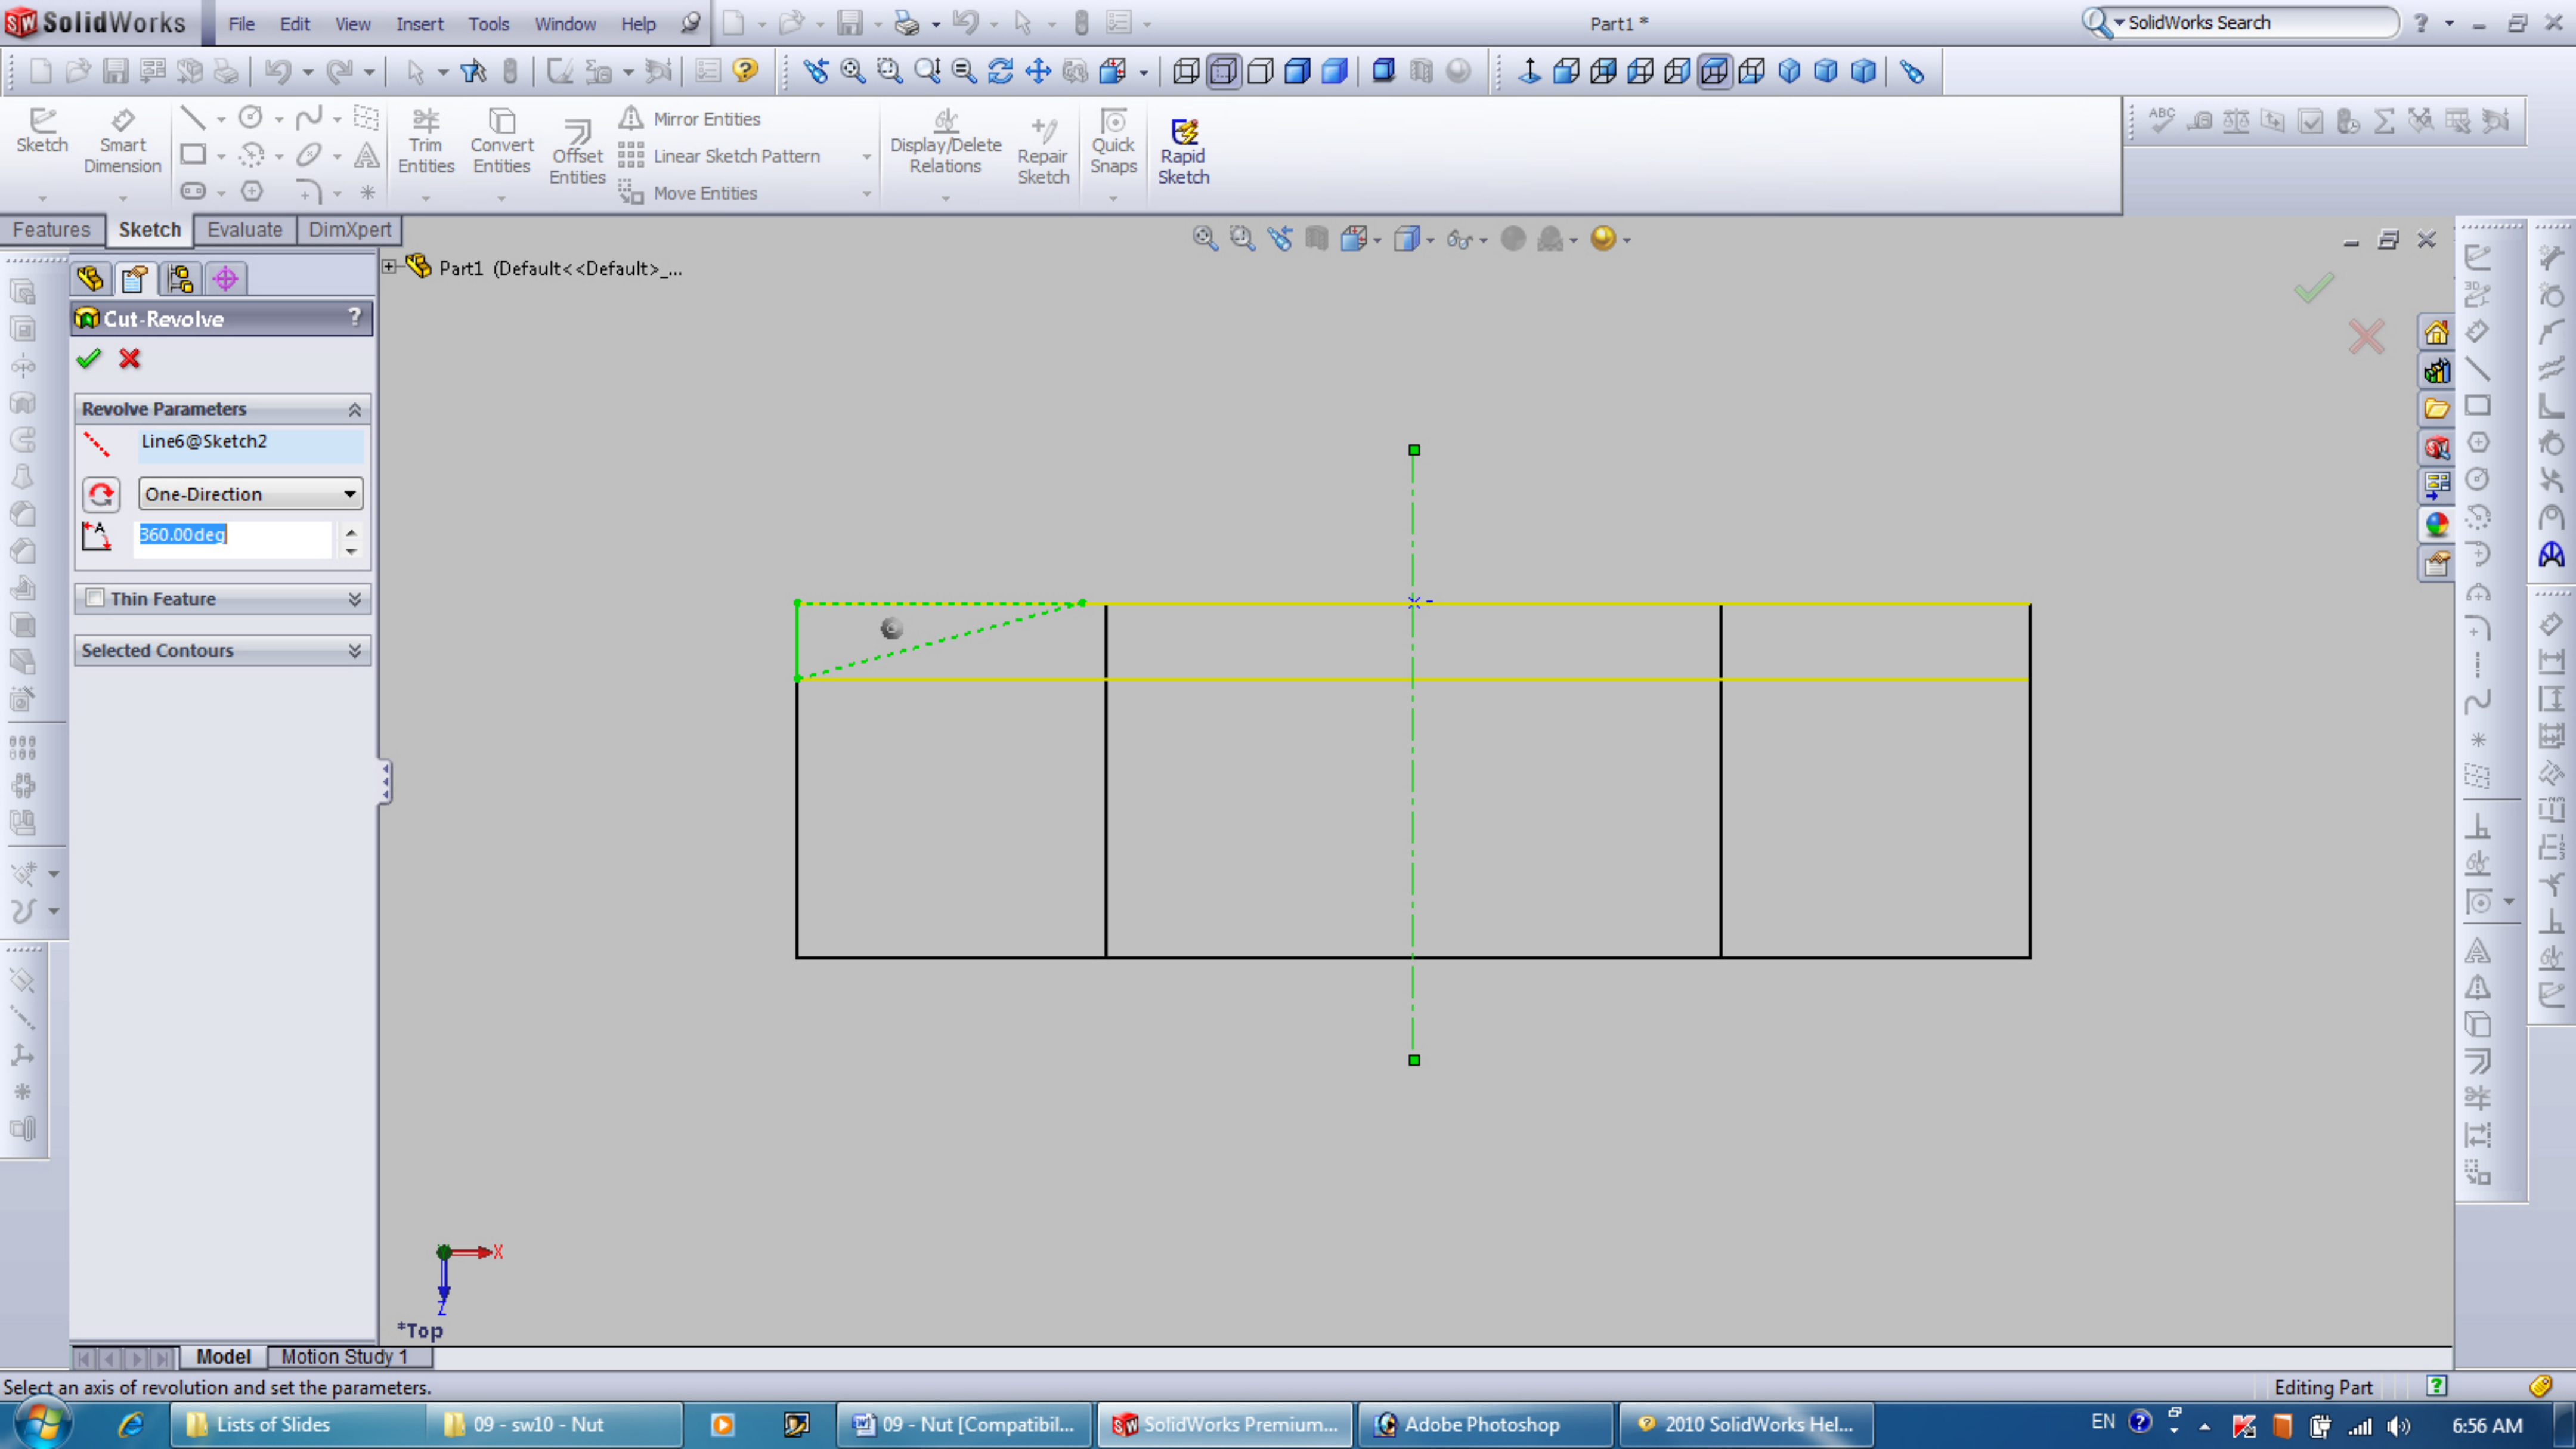 SolidWorks File Edit View Insert Tools Window Help Part1 * SolidWorks Search
Sketch
Smart Dimension
Trim Entities
Convert Entities
Offset Entities
Mirror Entities
Linear Sketch Pattern
Move Entities
Display/Delete Relations
Repair Sketch
Quick Snaps
Rapid Sketch
ABC
Features Sketch Evaluate DimXpert
Part1 (Default<<Default>_...
Cut-Revolve ?
Revolve Parameters
Line6@Sketch2
One-Direction
A
360.00deg
Thin Feature
Selected Contours
3D
X
Z
*Top
Model Motion Study 1
Select an axis of revolution and set the parameters. Editing Part
Lists of Slides 09 - sw10 - Nut 09 - Nut [Compatibil... SolidWorks Premium... Adobe Photoshop 2010 SolidWorks Hel... EN 6:56 AM